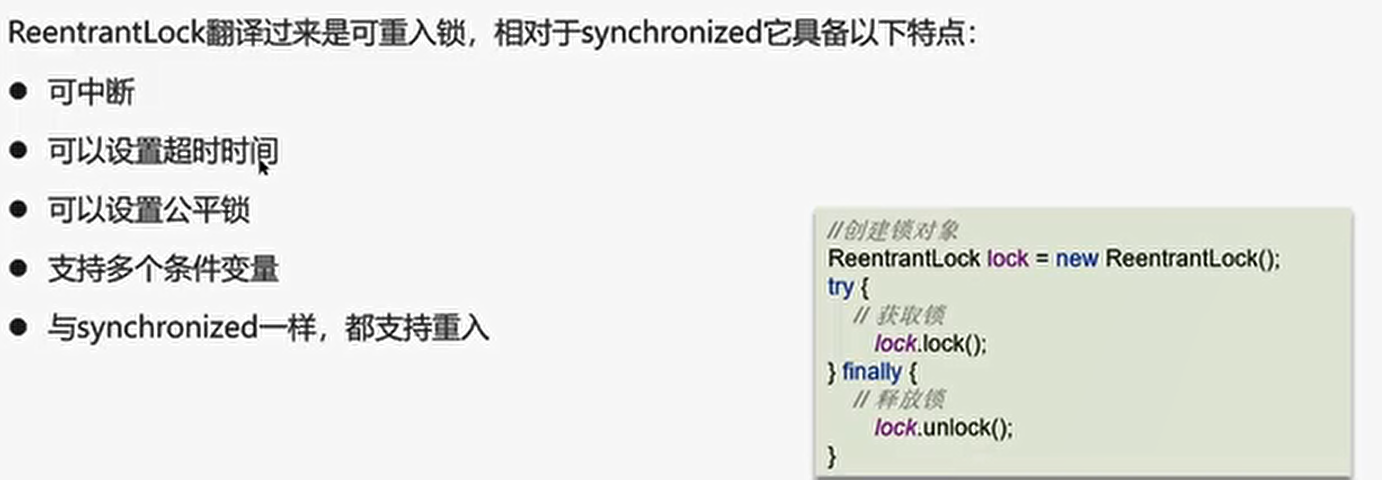 ReentrantLock翻译过来是可重入锁，相对于synchronized它具备以下特点：
● 可中断
● 可以设置超时时间
● 可以设置公平锁
● 支持多个条件变量
● 与synchronized一样，都支持重入
//创建锁对象
ReentrantLock lock = new ReentrantLock();
try {
// 获取锁
lock.lock();
} finally {
// 释放锁
lock.unlock();
}